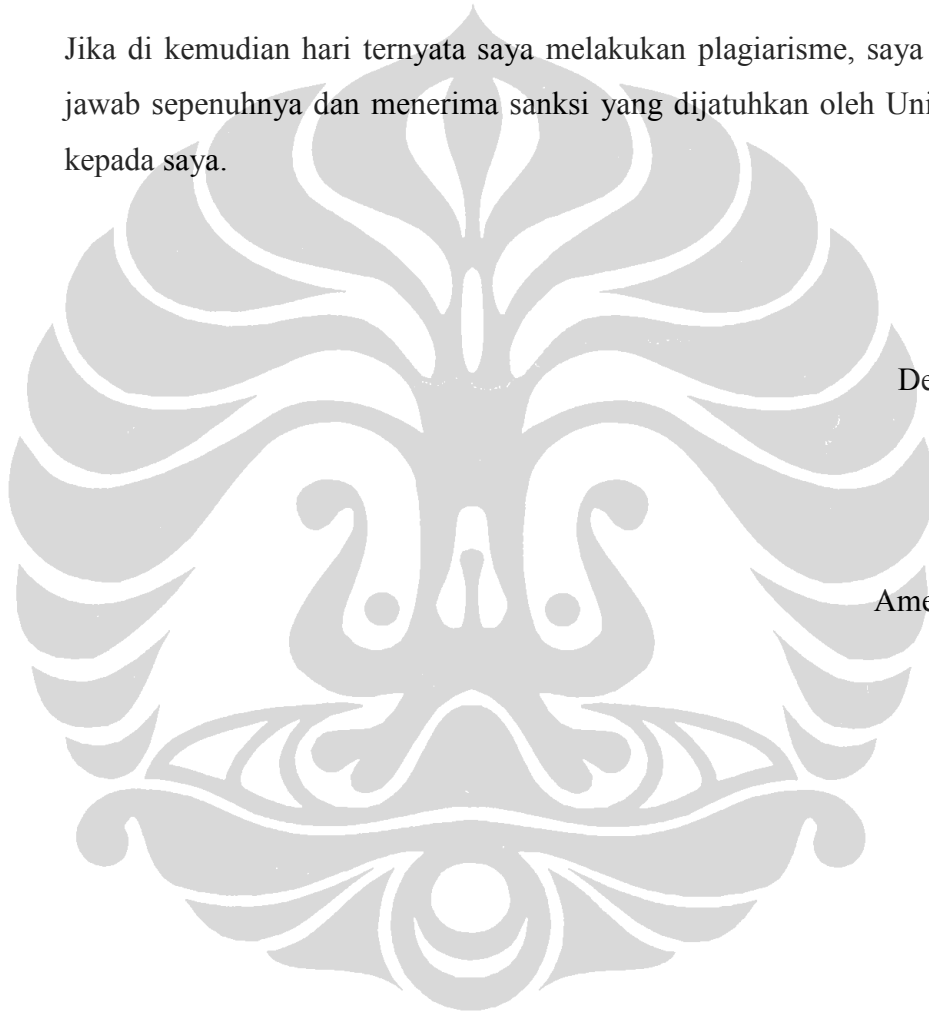 Jika di kemudian hari ternyata saya melakukan plagiarisme, saya
jawab sepenuhnya dan menerima sanksi yang dijatuhkan oleh Uni
kepada saya.
De
Ame